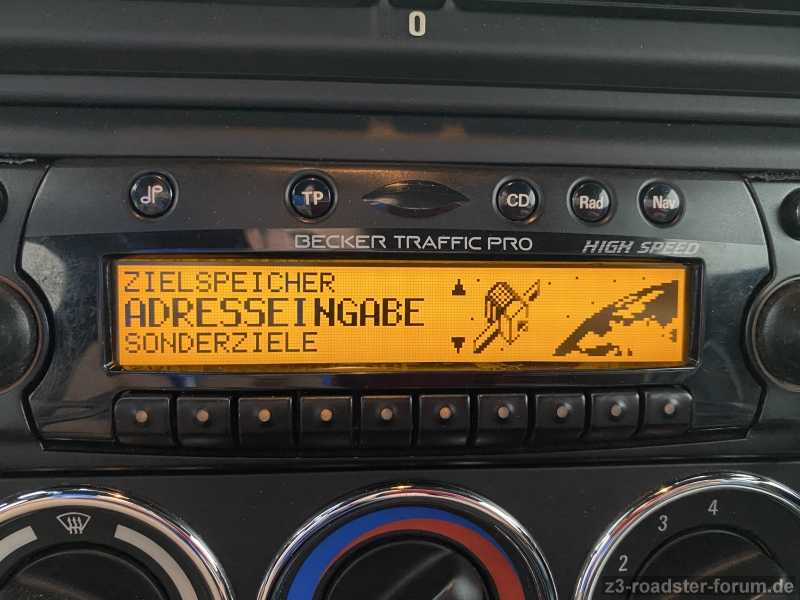 0
TP
CD
Rad
Nav
BECKER TRAFFIC PRO
HIGH SPEED
ZIELSPEICHER
ADRESSEINGABE
SONDERZIELE
2
3
4
z3-roadster-forum.de